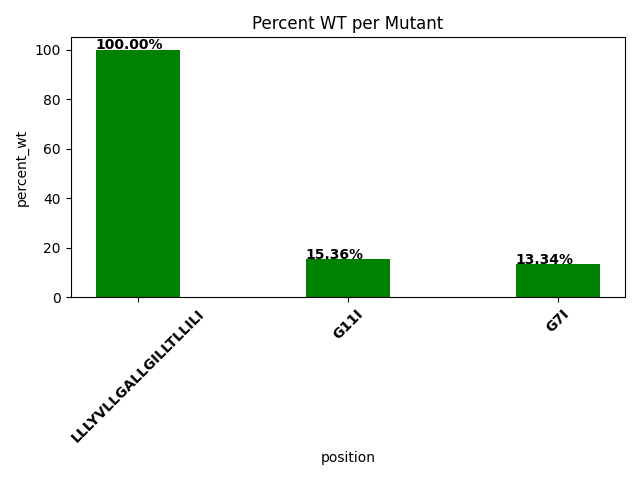 Percent WT per Mutant
percent_wt
100
80
60
40
20
0
100.00%
15.36%
13.34%
LLLYVLLGALLGILLTLLILI
G11I
G7I
position